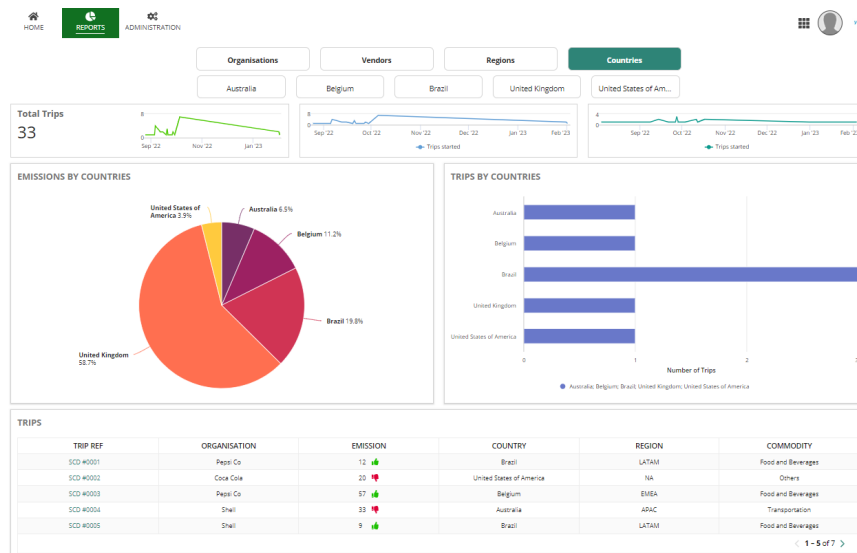 HOME
REPORTS
ADMINISTRATION
Organisations
Vendors
Regions
Countries
Australia
Belgium
Brazil
United Kingdom
United States of Am...
Total Trips
33
8
0
Sep '22
Nov '22
Jan '23
8
0
Sep '22
Oct '22
Nov '22
Dec '22
Jan '23
Feb '23
Trips started
4
0
Sep '22
Oct '22
Nov '22
Dec '22
Jan '23
Feb '2
Trips started
EMISSIONS BY COUNTRIES
United States of
America 3.9%
Australia 6.5%
Belgium 11.2%
Brazil 19.8%
United Kingdom
58.7%
TRIPS BY COUNTRIES
Australia
Belgium
Brazil
United Kingdom
United States of America
0
1
2
3
Number of Trips
Australia; Belgium; Brazil; United Kingdom; United States of America
TRIPS
TRIP REF ORGANISATION EMISSION COUNTRY REGION COMMODITY
SCD #0001 Pepsi Co 12 Brazil LATAM Food and Beverages
SCD #0002 Coca Cola 20 United States of America NA Others
SCD #0003 Pepsi Co 57 Belgium EMEA Food and Beverages
SCD #0004 Shell 33 Australia APAC Transportation
SCD #0005 Shell 9 Brazil LATAM Food and Beverages
1 – 5 of 7